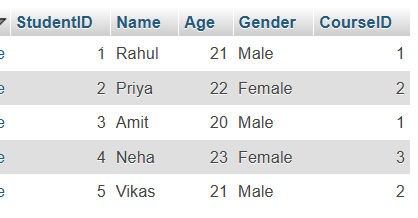 StudentID Name Age Gender CourseID
e 1 Rahul 21 Male 1
e 2 Priya 22 Female 2
e 3 Amit 20 Male 1
e 4 Neha 23 Female 3
e 5 Vikas 21 Male 2